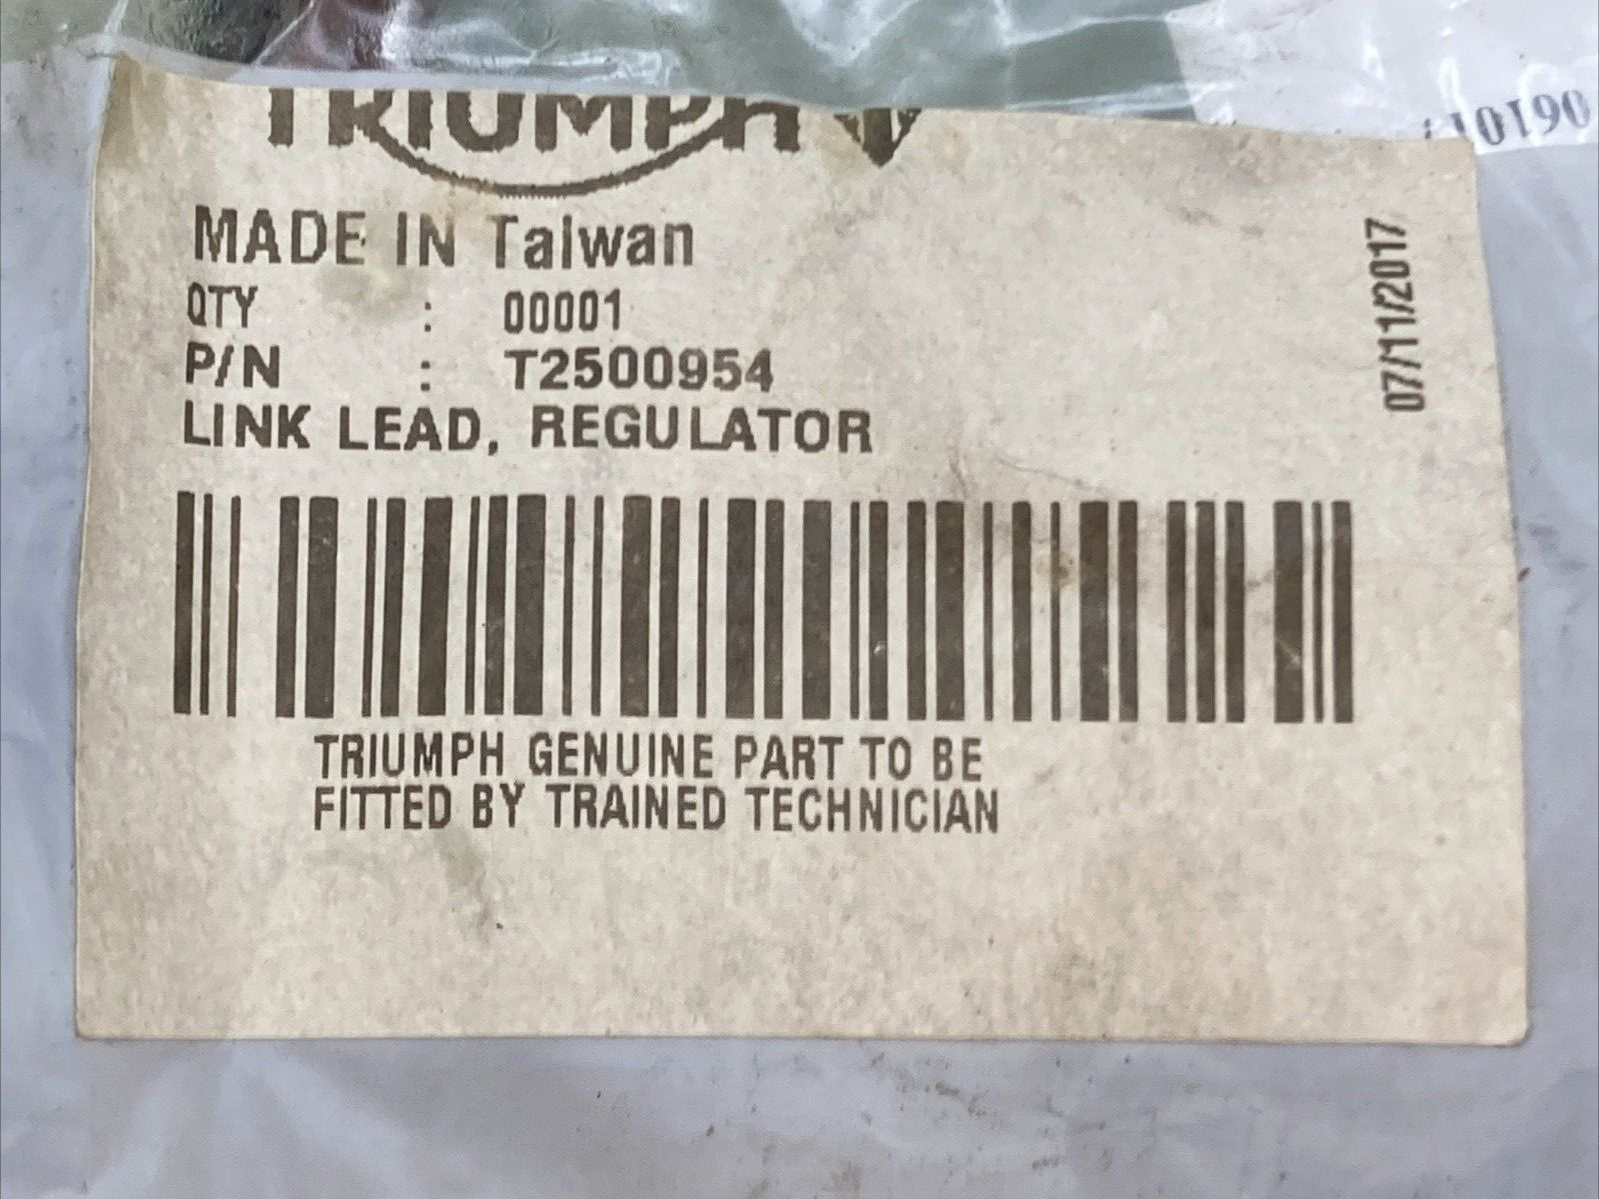 TRIUMPH
MADE IN Taiwan
QTY : 00001
P/N : T2500954
LINK LEAD, REGULATOR
07/11/2017
TRIUMPH GENUINE PART TO BE
FITTED BY TRAINED TECHNICIAN